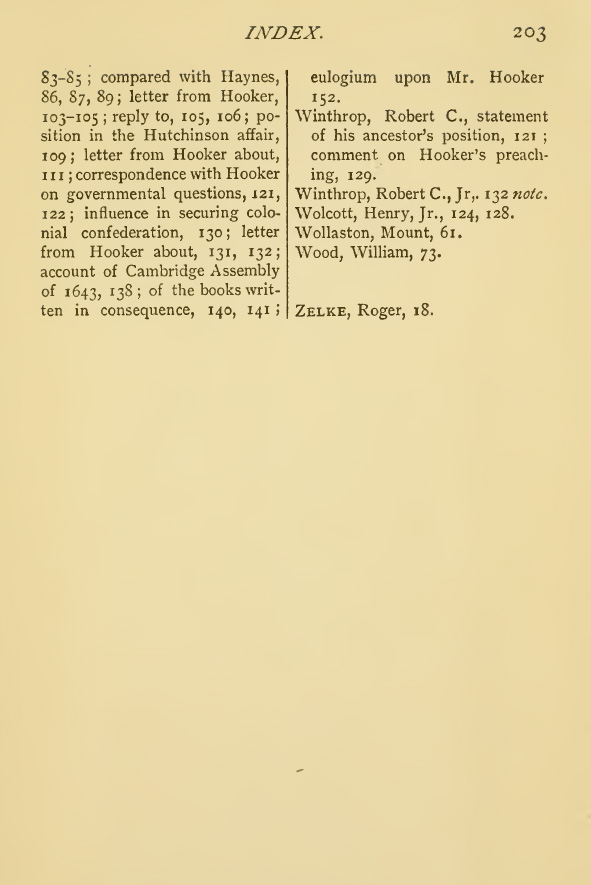 INDEX. 203
83–85 ; compared with Haynes,
86, 87, 89 ; letter from Hooker,
103–105 ; reply to, 105, 106 ; po-
sition in the Hutchinson affair,
109 ; letter from Hooker about,
111 ; correspondence with Hooker
on governmental questions, 121,
122 ; influence in securing colo-
nial confederation, 130 ; letter
from Hooker about, 131, 132 ;
account of Cambridge Assembly
of 1643, 138 ; of the books writ-
ten in consequence, 140, 141 ;
eulogium upon Mr. Hooker
152.
Winthrop, Robert C., statement
of his ancestor's position, 121 ;
comment on Hooker's preach-
ing, 129.
Winthrop, Robert C., Jr,. 132 note.
Wolcott, Henry, Jr., 124, 128.
Wollaston, Mount, 61.
Wood, William, 73.
ZELKE, Roger, 18.